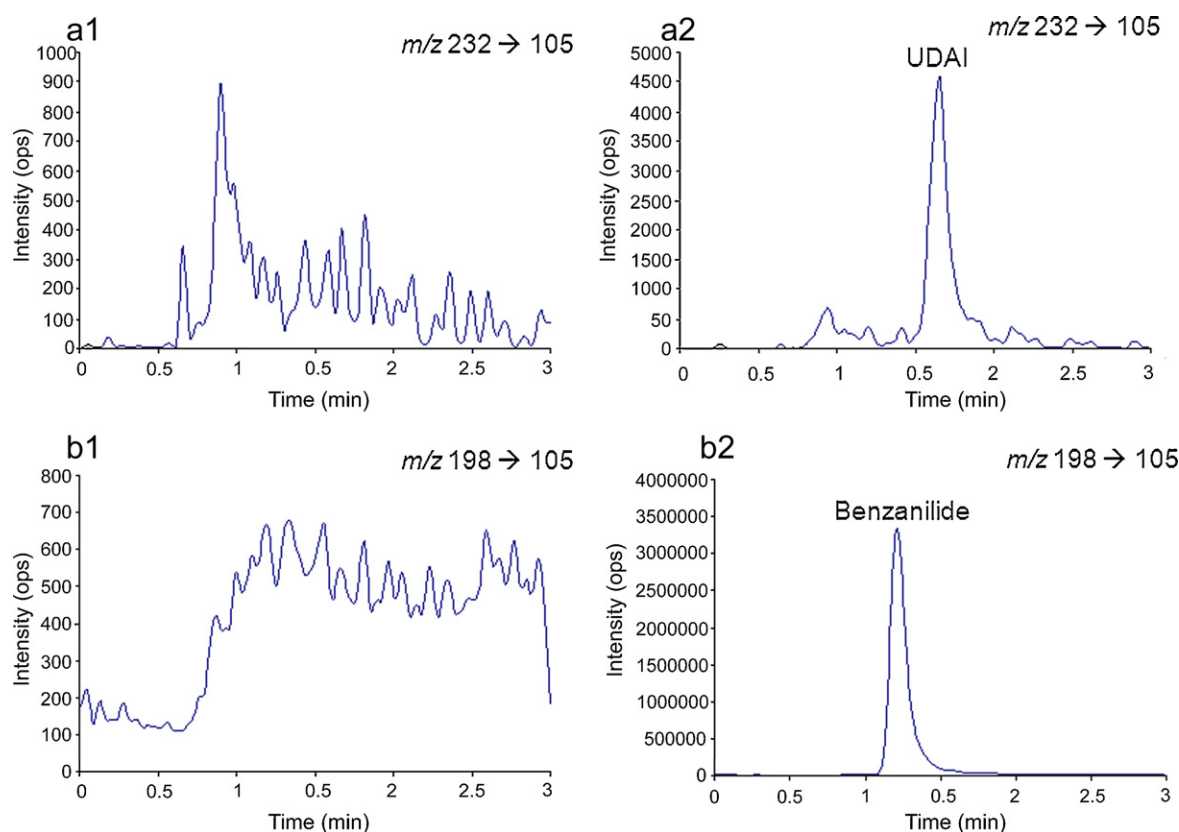 a1
m/z 232 → 105
1000
900
800
700
600
500
400
300
200
100
0
Intensity (ops)
0 0.5 1 0.5 2 2.5 3
Time (min)
a2
m/z 232 → 105
UDAI
5000
4500
4000
3500
3000
2500
2000
1500
1000
50
0
Intensity (ops)
0 0.5 1 0.5 2 2.5 3
Time (min)
b1
m/z 198 → 105
800
700
600
500
400
300
200
100
0
Intensity (ops)
0 0.5 1 0.5 2 0.5 3
Time (min)
b2
m/z 198 → 105
Benzanilide
4000000
3500000
3000000
2500000
2000000
1500000
1000000
500000
0
Intensity (ops)
0 0.5 1 0.5 2 2.5 3
Time (min)